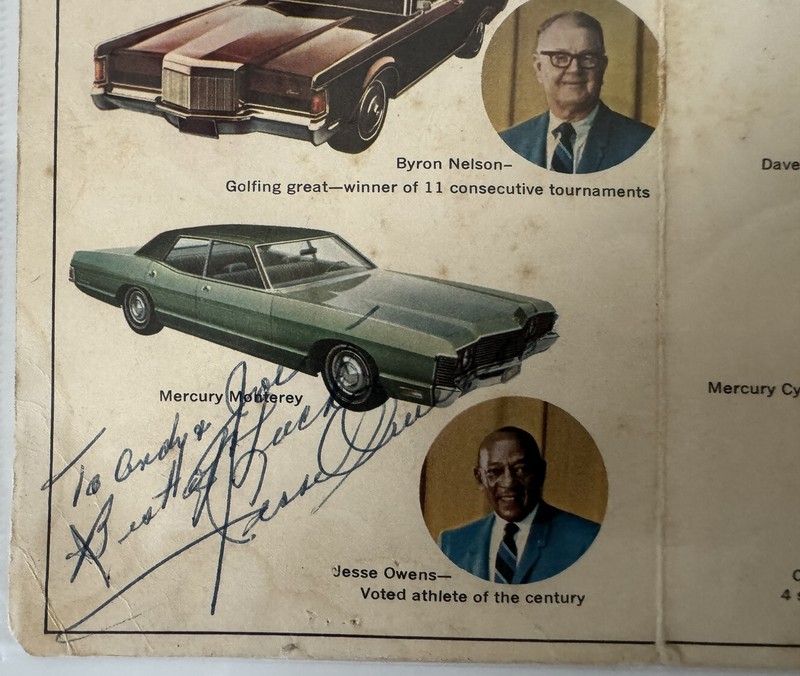 Byron Nelson—
Golfing great—winner of 11 consecutive tournaments
Dave
Mercury Monterey
Mercury Cy
To Andy & Joe
Best of Luck
Jesse Owens
Jesse Owens—
Voted athlete of the century
4 s